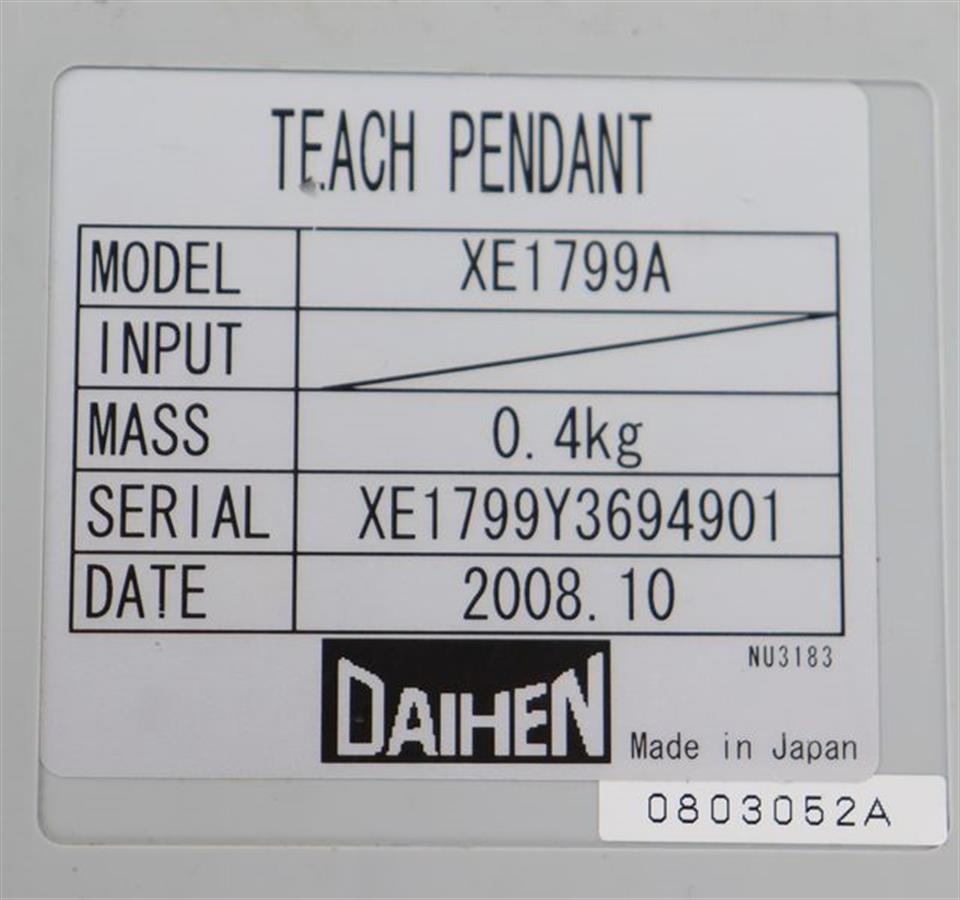 TEACH PENDANT
MODEL XE1799A
INPUT
MASS 0.4kg
SERIAL XE1799Y3694901
DATE 2008.10
NU3183
DAIHEN Made in Japan
0803052A